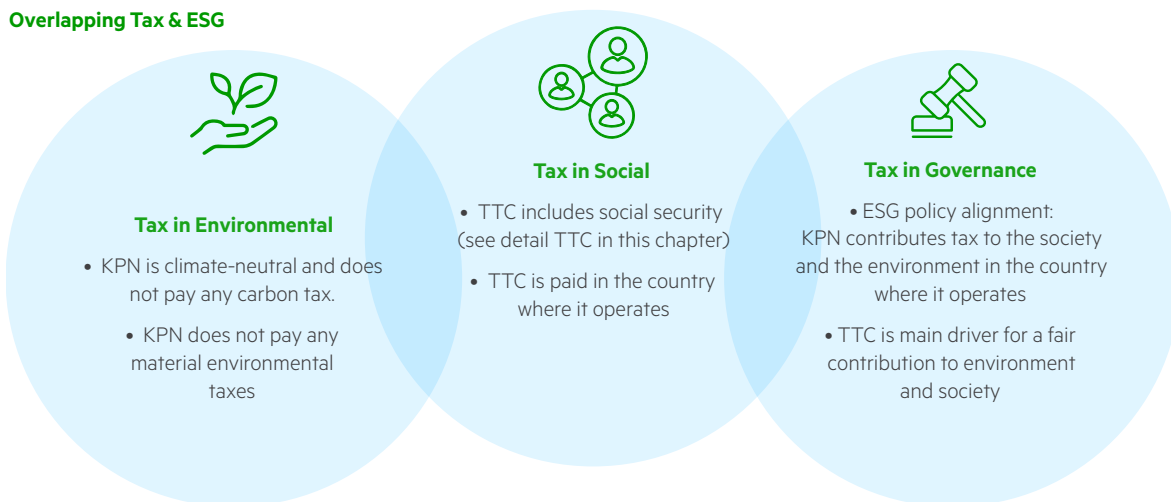 Overlapping Tax & ESG
Tax in Environmental
• KPN is climate-neutral and does
not pay any carbon tax.
• KPN does not pay any
material environmental
taxes
Tax in Social
• TTC includes social security
(see detail TTC in this chapter)
• TTC is paid in the country
where it operates
Tax in Governance
• ESG policy alignment:
KPN contributes tax to the society
and the environment in the country
where it operates
• TTC is main driver for a fair
contribution to environment
and society